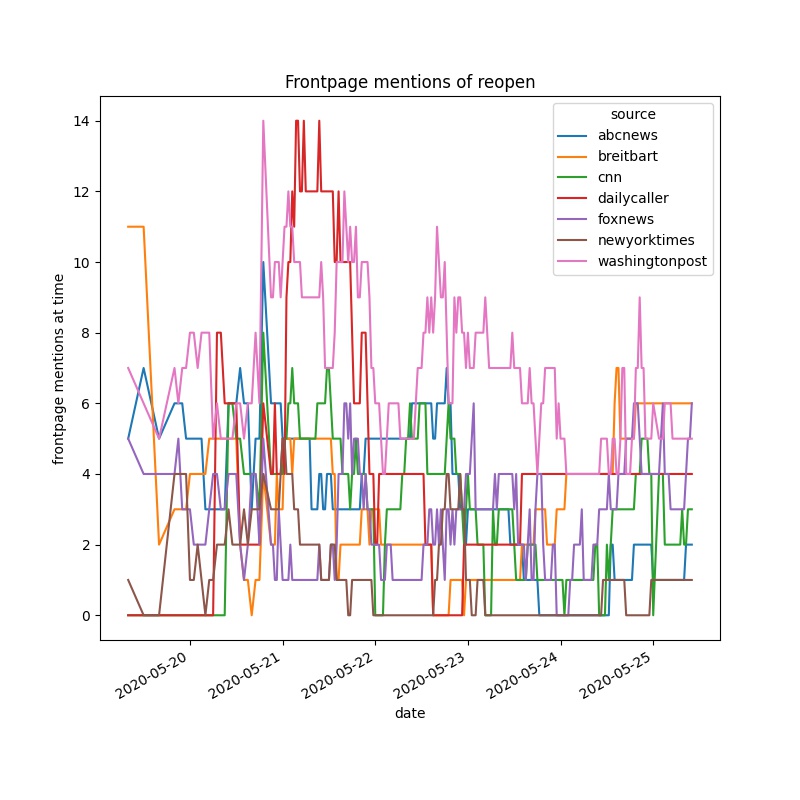 Frontpage mentions of reopen
source
abcnews
breitbart
cnn
dailycaller
foxnews
newyorktimes
washingtonpost
frontpage mentions at time
14
12
10
8
6
4
2
0
2020-05-20
2020-05-21
2020-05-22
2020-05-23
2020-05-24
2020-05-25
date